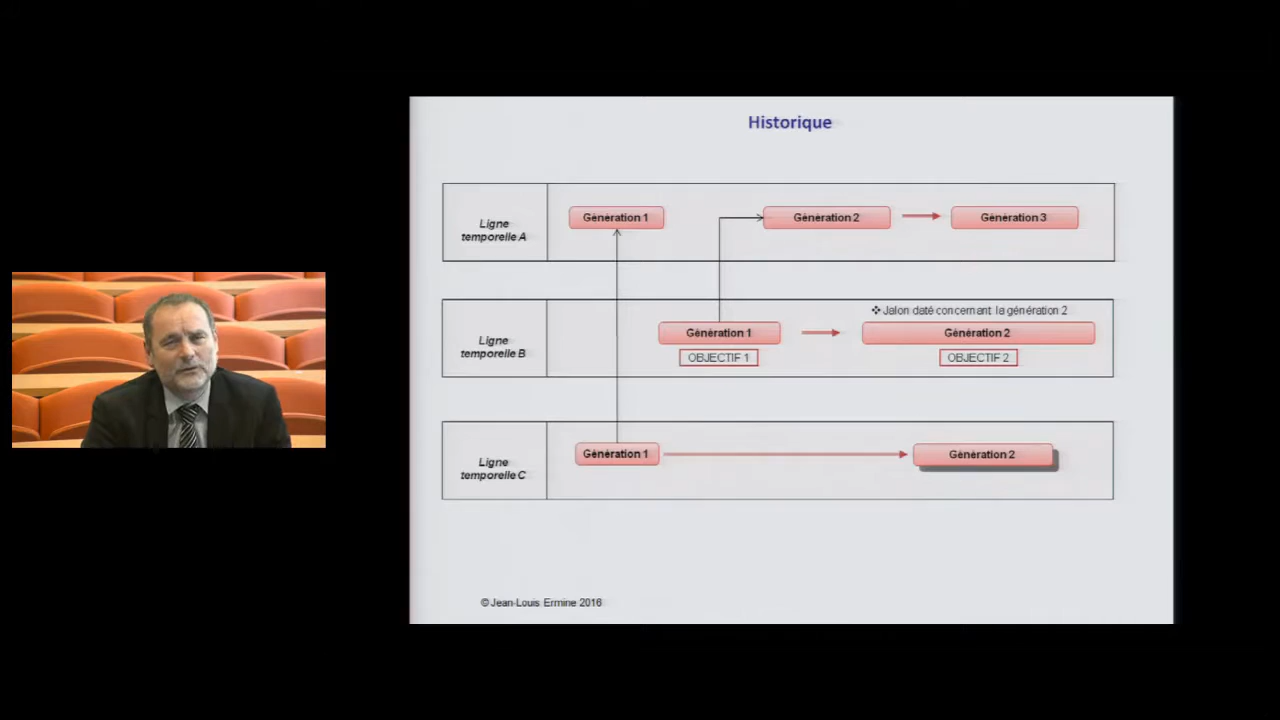 Historique
Ligne
temporelle A
Génération 1
Génération 2
Génération 3
Ligne
temporelle B
❖ Jalon daté concernant la génération 2
Génération 1
Génération 2
OBJECTIF 1
OBJECTIF 2
Ligne
temporelle C
Génération 1
Génération 2
© Jean-Louis Ermine 2016